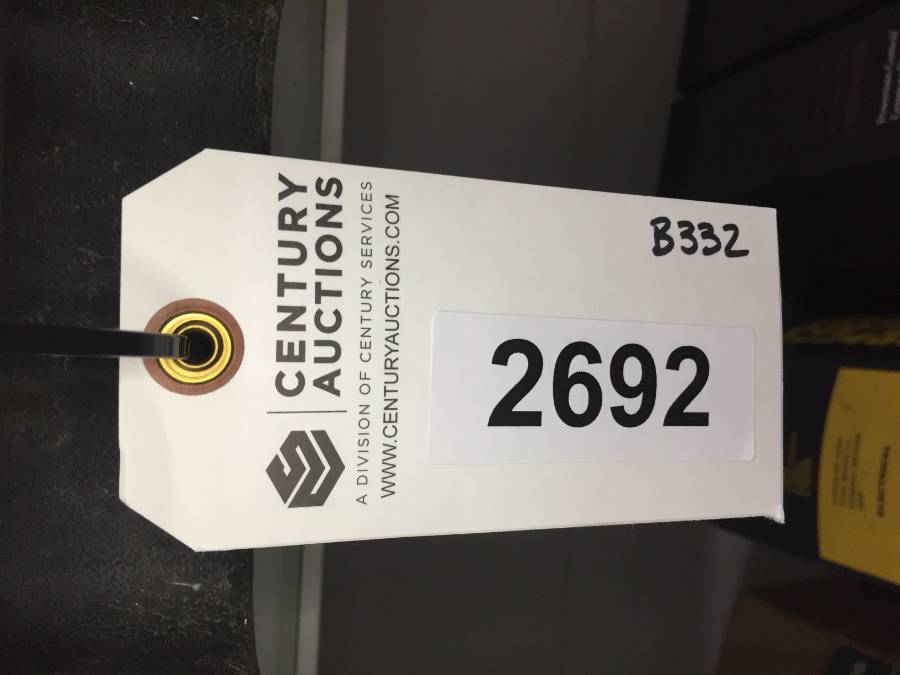 CENTURY
AUCTIONS
A DIVISION OF CENTURY SERVICES
WWW.CENTURYAUCTIONS.COM
B332
2692